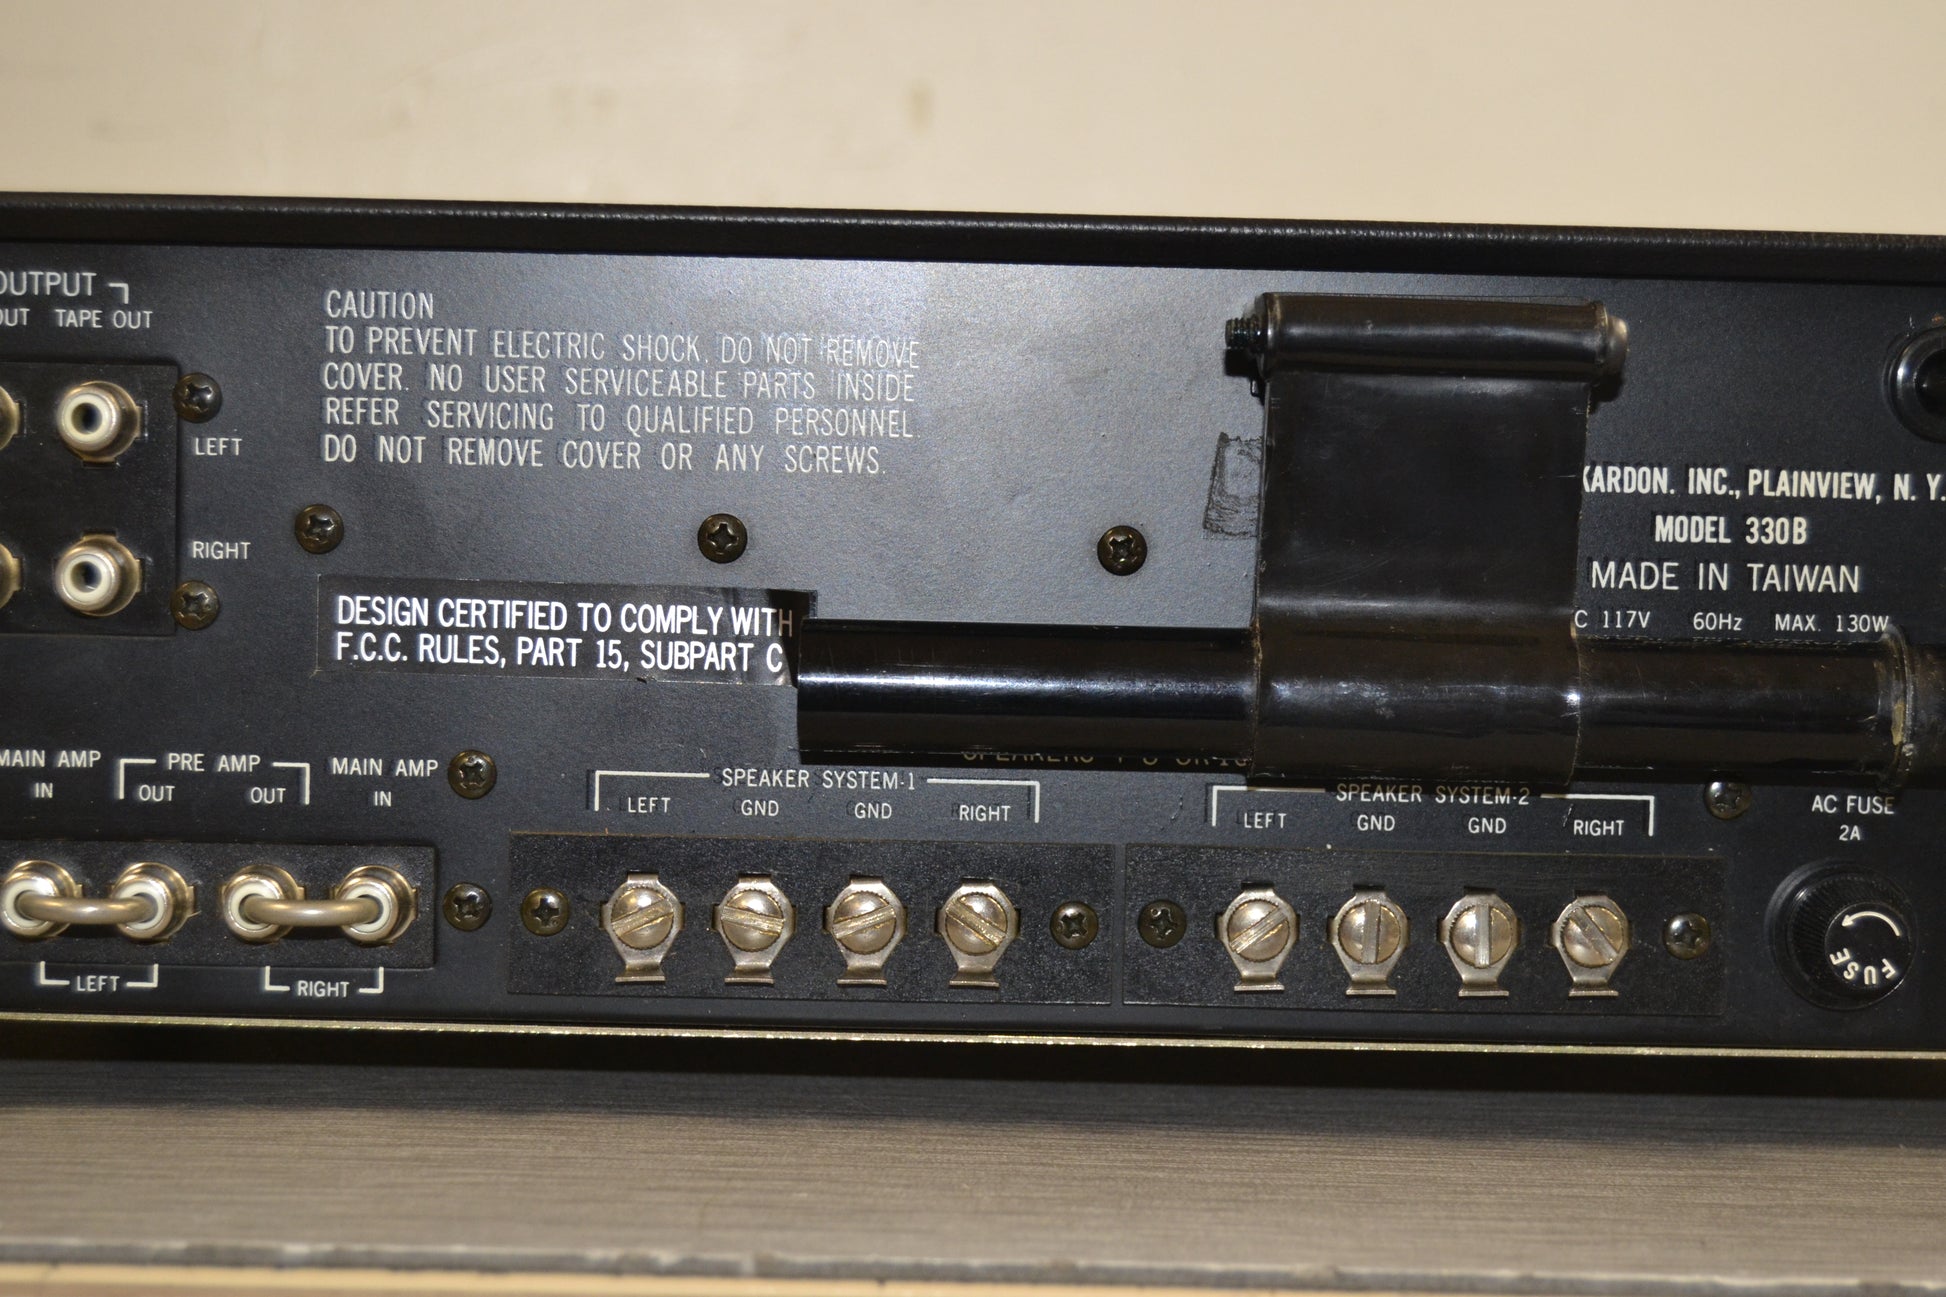 OUTPUT
OUT TAPE OUT
LEFT
RIGHT
CAUTION
TO PREVENT ELECTRIC SHOCK. DO NOT REMOVE
COVER. NO USER SERVICEABLE PARTS INSIDE
REFER SERVICING TO QUALIFIED PERSONNEL.
DO NOT REMOVE COVER OR ANY SCREWS.
KARDON. INC., PLAINVIEW, N. Y.
MODEL 330B
MADE IN TAIWAN
C 117V 60Hz MAX. 130W
DESIGN CERTIFIED TO COMPLY WITH
F.C.C. RULES, PART 15, SUBPART C
MAIN AMP
IN
PRE AMP
OUT OUT
MAIN AMP
IN
LEFT
RIGHT
SPEAKERS
SPEAKER SYSTEM-1
LEFT GND GND RIGHT
SPEAKER SYSTEM-2
LEFT GND GND RIGHT
AC FUSE
2A
FUSE